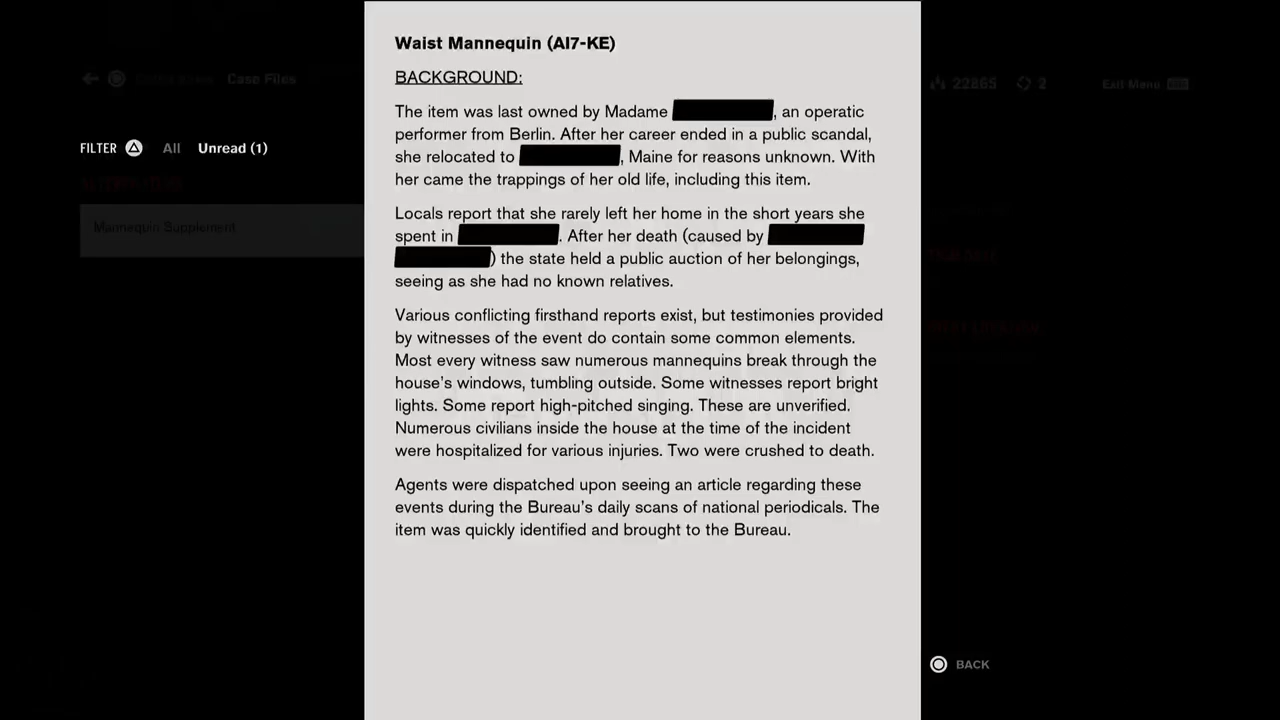 Waist Mannequin (AI7-KE)
BACKGROUND:
The item was last owned by Madame , an operatic
performer from Berlin. After her career ended in a public scandal,
she relocated to , Maine for reasons unknown. With
her came the trappings of her old life, including this item.
Locals report that she rarely left her home in the short years she
spent in . After her death (caused by
) the state held a public auction of her belongings,
seeing as she had no known relatives.
Various conflicting firsthand reports exist, but testimonies provided
by witnesses of the event do contain some common elements.
Most every witness saw numerous mannequins break through the
house's windows, tumbling outside. Some witnesses report bright
lights. Some report high-pitched singing. These are unverified.
Numerous civilians inside the house at the time of the incident
were hospitalized for various injuries. Two were crushed to death.
Agents were dispatched upon seeing an article regarding these
events during the Bureau's daily scans of national periodicals. The
item was quickly identified and brought to the Bureau.
Case Files
22865 2 Exit Menu
FILTER All Unread (1)
Mannequin Supplement
BACK